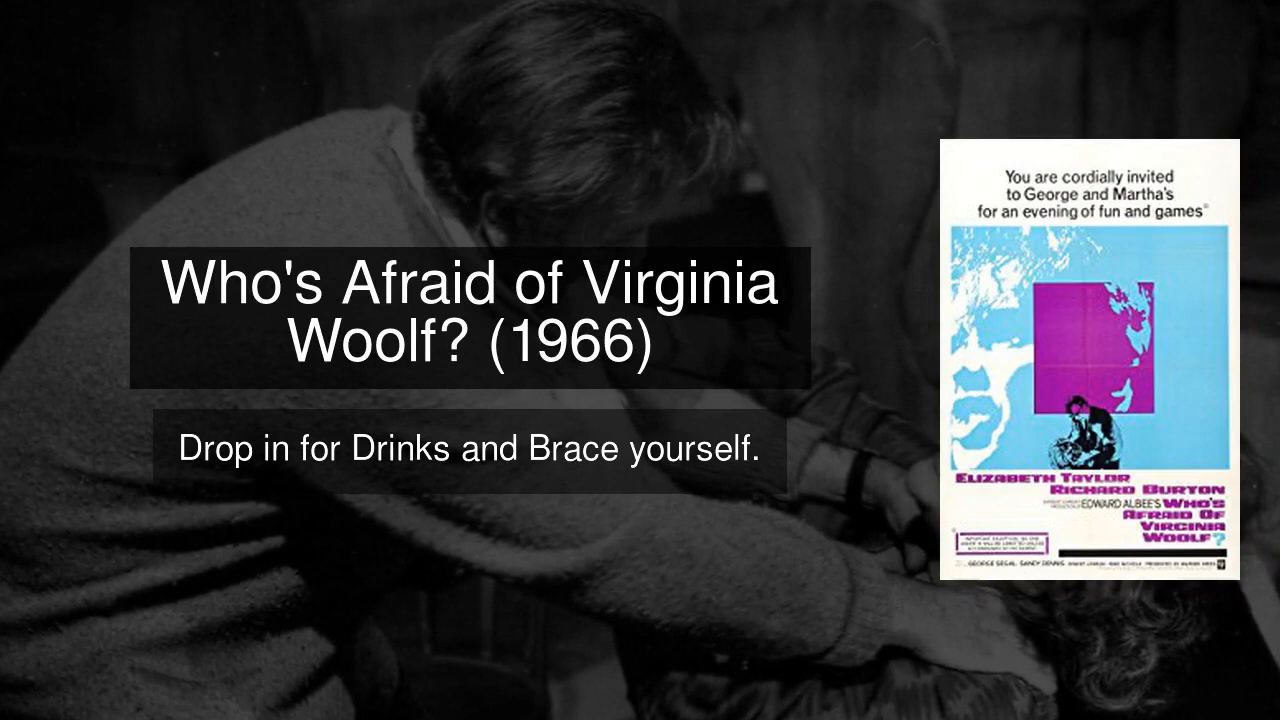 Who's Afraid of Virginia
Woolf? (1966)
Drop in for Drinks and Brace yourself.
You are cordially invited
to George and Martha's
for an evening of fun and games
ELIZABETH TAYLOR
RICHARD BURTON
EDWARD ALBEE'S WHO'S
AFRAID OF
VIRGINIA
WOOLF?
GEORGE SEGAL SANDY DENNIS